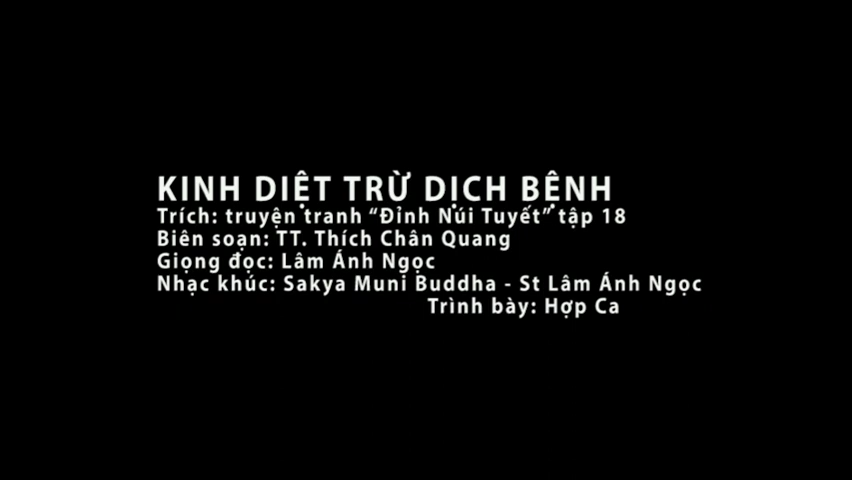 KINH DIỆT TRỪ DỊCH BỆNH
Trích: truyện tranh “Đỉnh Núi Tuyết” tập 18
Biên soạn: TT. Thích Chân Quang
Giọng đọc: Lâm Ánh Ngọc
Nhạc khúc: Sakya Muni Buddha - St Lâm Ánh Ngọc
Trình bày: Hợp Ca